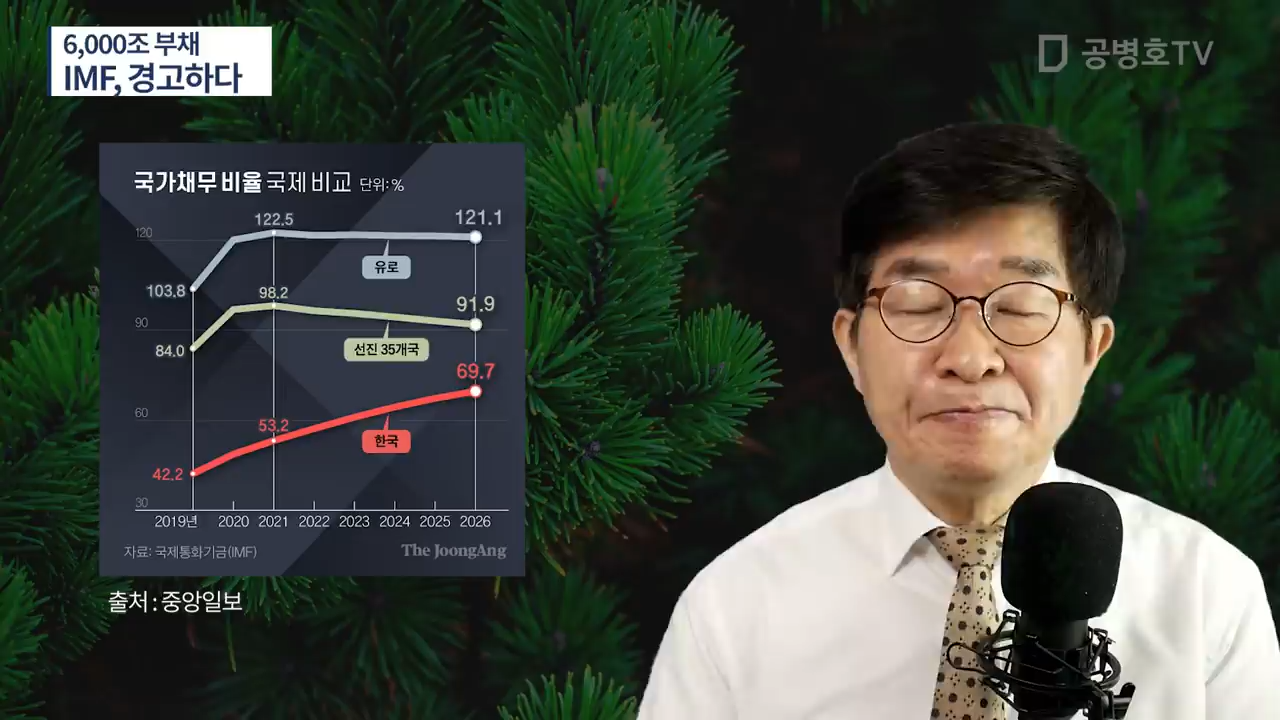 6,000조 부채
IMF, 경고하다
공병호TV
국가채무 비율 국제 비교 단위:%
122.5
121.1
120
유로
103.8
98.2
91.9
90
84.0
선진 35개국
69.7
60
53.2
한국
42.2
30
2019년 2020 2021 2022 2023 2024 2025 2026
자료: 국제통화기금(IMF)
The JoongAng
출처 : 중앙일보